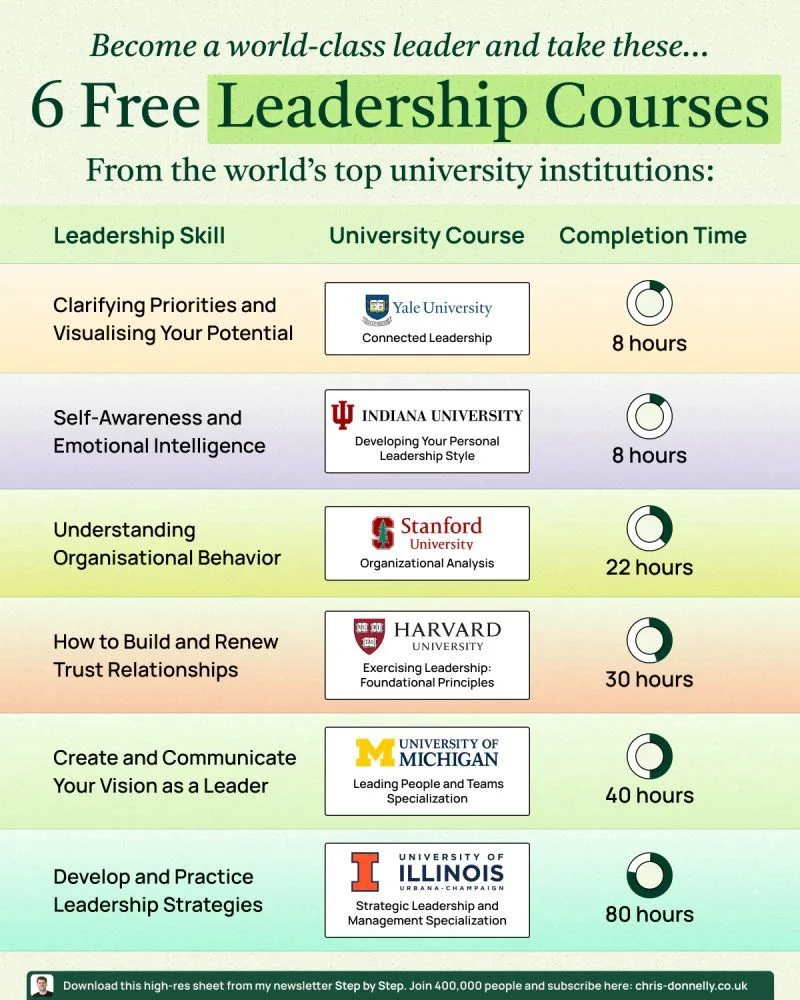 Become a world-class leader and take these...
6 Free Leadership Courses
From the world's top university institutions:
Leadership Skill
University Course
Completion Time
Clarifying Priorities and
Visualising Your Potential
Yale University
Connected Leadership
8 hours
Self-Awareness and
Emotional Intelligence
INDIANA UNIVERSITY
Developing Your Personal
Leadership Style
8 hours
Understanding
Organisational Behavior
Stanford
University
Organizational Analysis
22 hours
How to Build and Renew
Trust Relationships
HARVARD
UNIVERSITY
Exercising Leadership:
Foundational Principles
30 hours
Create and Communicate
Your Vision as a Leader
M
UNIVERSITY OF
MICHIGAN
Leading People and Teams
Specialization
40 hours
Develop and Practice
Leadership Strategies
I
UNIVERSITY OF
ILLINOIS
URBANA-CHAMPAIGN
Strategic Leadership and
Management Specialization
80 hours
Download this high-res sheet from my newsletter Step by Step. Join 400,000 people and subscribe here: chris-donnelly.co.uk